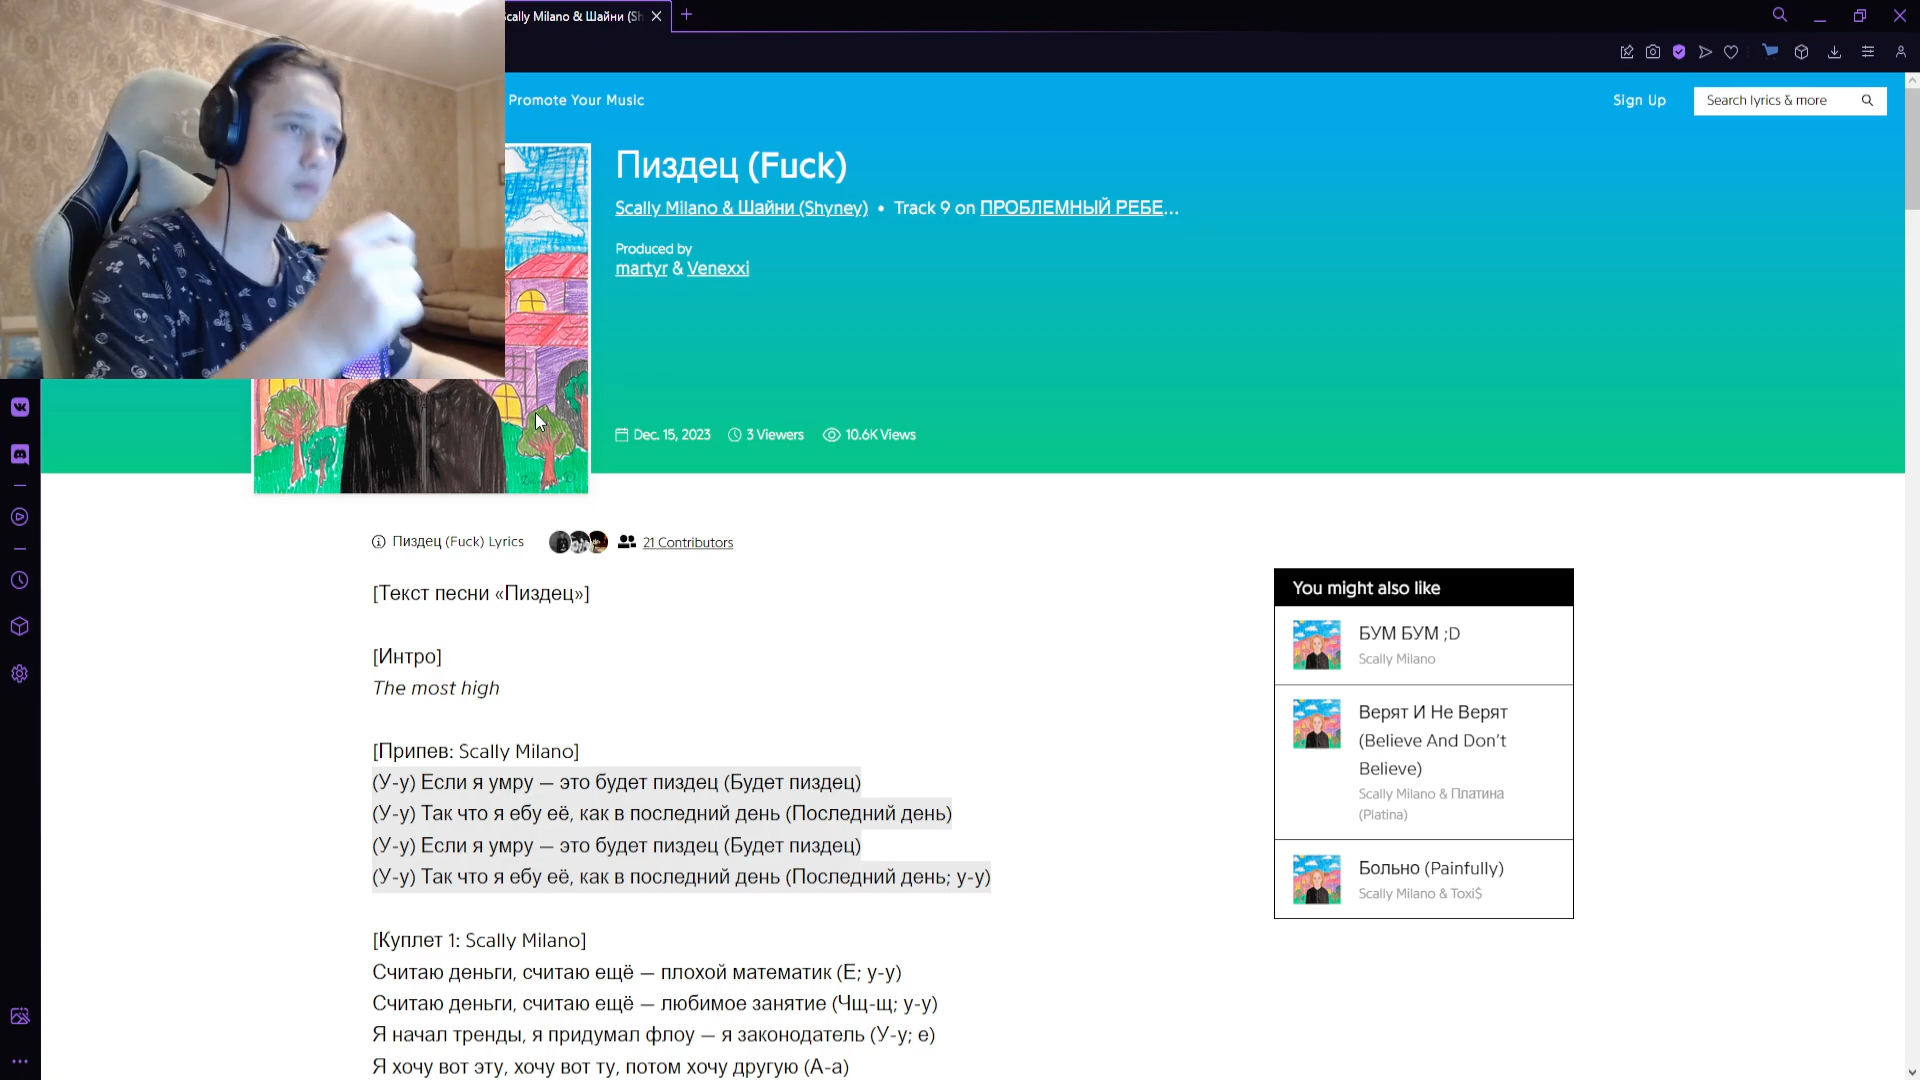 Scally Milano & Шайни (Sh
Promote Your Music
Sign Up
Search lyrics & more
Пиздец (Fuck)
Scally Milano & Шайни (Shyney) • Track 9 on ПРОБЛЕМНЫЙ РЕБЕ...
Produced by
martyr & Venexxi
Dec. 15, 2023 3 Viewers 10.6K Views
Пиздец (Fuck) Lyrics 21 Contributors
[Текст песни «Пиздец»]
[Интро]
The most high
[Припев: Scally Milano]
(У-у) Если я умру — это будет пиздец (Будет пиздец)
(У-у) Так что я ебу её, как в последний день (Последний день)
(У-у) Если я умру — это будет пиздец (Будет пиздец)
(У-у) Так что я ебу её, как в последний день (Последний день; у-у)
[Куплет 1: Scally Milano]
Считаю деньги, считаю ещё — плохой математик (Е; у-у)
Считаю деньги, считаю ещё — любимое занятие (Чщ-щ; у-у)
Я начал тренды, я придумал флоу — я законодатель (У-у; е)
Я хочу вот эту, хочу вот ту, потом хочу другую (А-а)
You might also like
БУМ БУМ ;D
Scally Milano
Верят И Не Верят
(Believe And Don't
Believe)
Scally Milano & Платина
(Platina)
Больно (Painfully)
Scally Milano & Toxi$